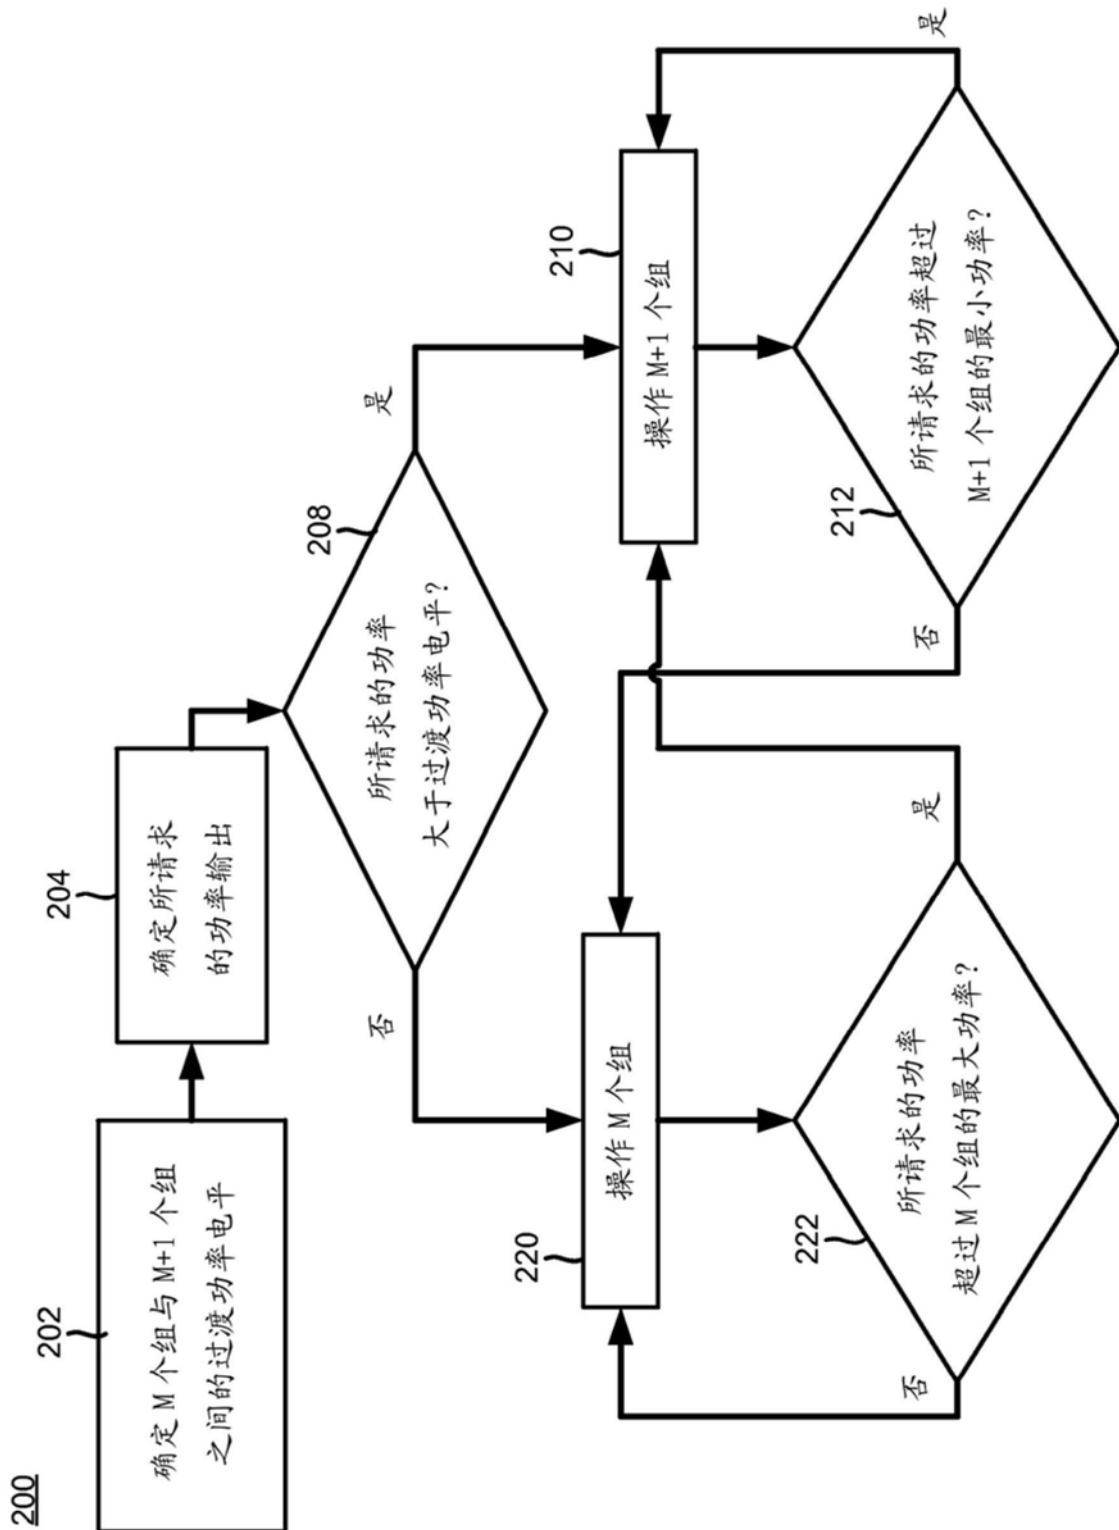 200
202
确定 M 个组与 M+1 个组
之间的过渡功率电平
204
确定所请求
的功率输出
208
所请求的功率
大于过渡功率电平？
否
是
220
操作 M 个组
210
操作 M+1 个组
222
所请求的功率
超过 M 个组的最大功率？
否
是
212
所请求的功率超过
M+1 个组的最小功率？
否
是